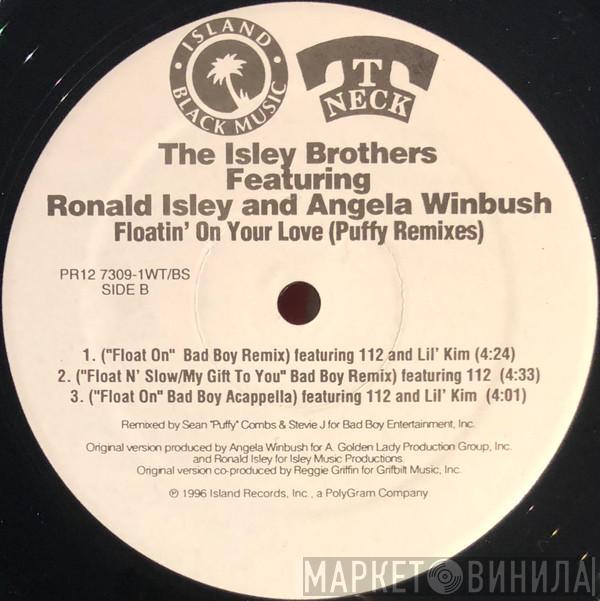 ISLAND
BLACK MUSIC
T
NECK
The Isley Brothers
Featuring
Ronald Isley and Angela Winbush
Floatin' On Your Love (Puffy Remixes)
PR12 7309-1WT/BS
SIDE B
1. ("Float On" Bad Boy Remix) featuring 112 and Lil' Kim (4:24)
2. ("Float N' Slow/My Gift To You" Bad Boy Remix) featuring 112 (4:33)
3. ("Float On" Bad Boy Acappella) featuring 112 and Lil' Kim (4:01)
Remixed by Sean "Puffy" Combs & Stevie J for Bad Boy Entertainment, Inc.
Original version produced by Angela Winbush for A. Golden Lady Production Group, Inc.
and Ronald Isley for Isley Music Productions.
Original version co-produced by Reggie Griffin for Grifbilt Music, Inc.
℗ 1996 Island Records, Inc., a PolyGram Company
МАРКЕТ ВИНИЛА